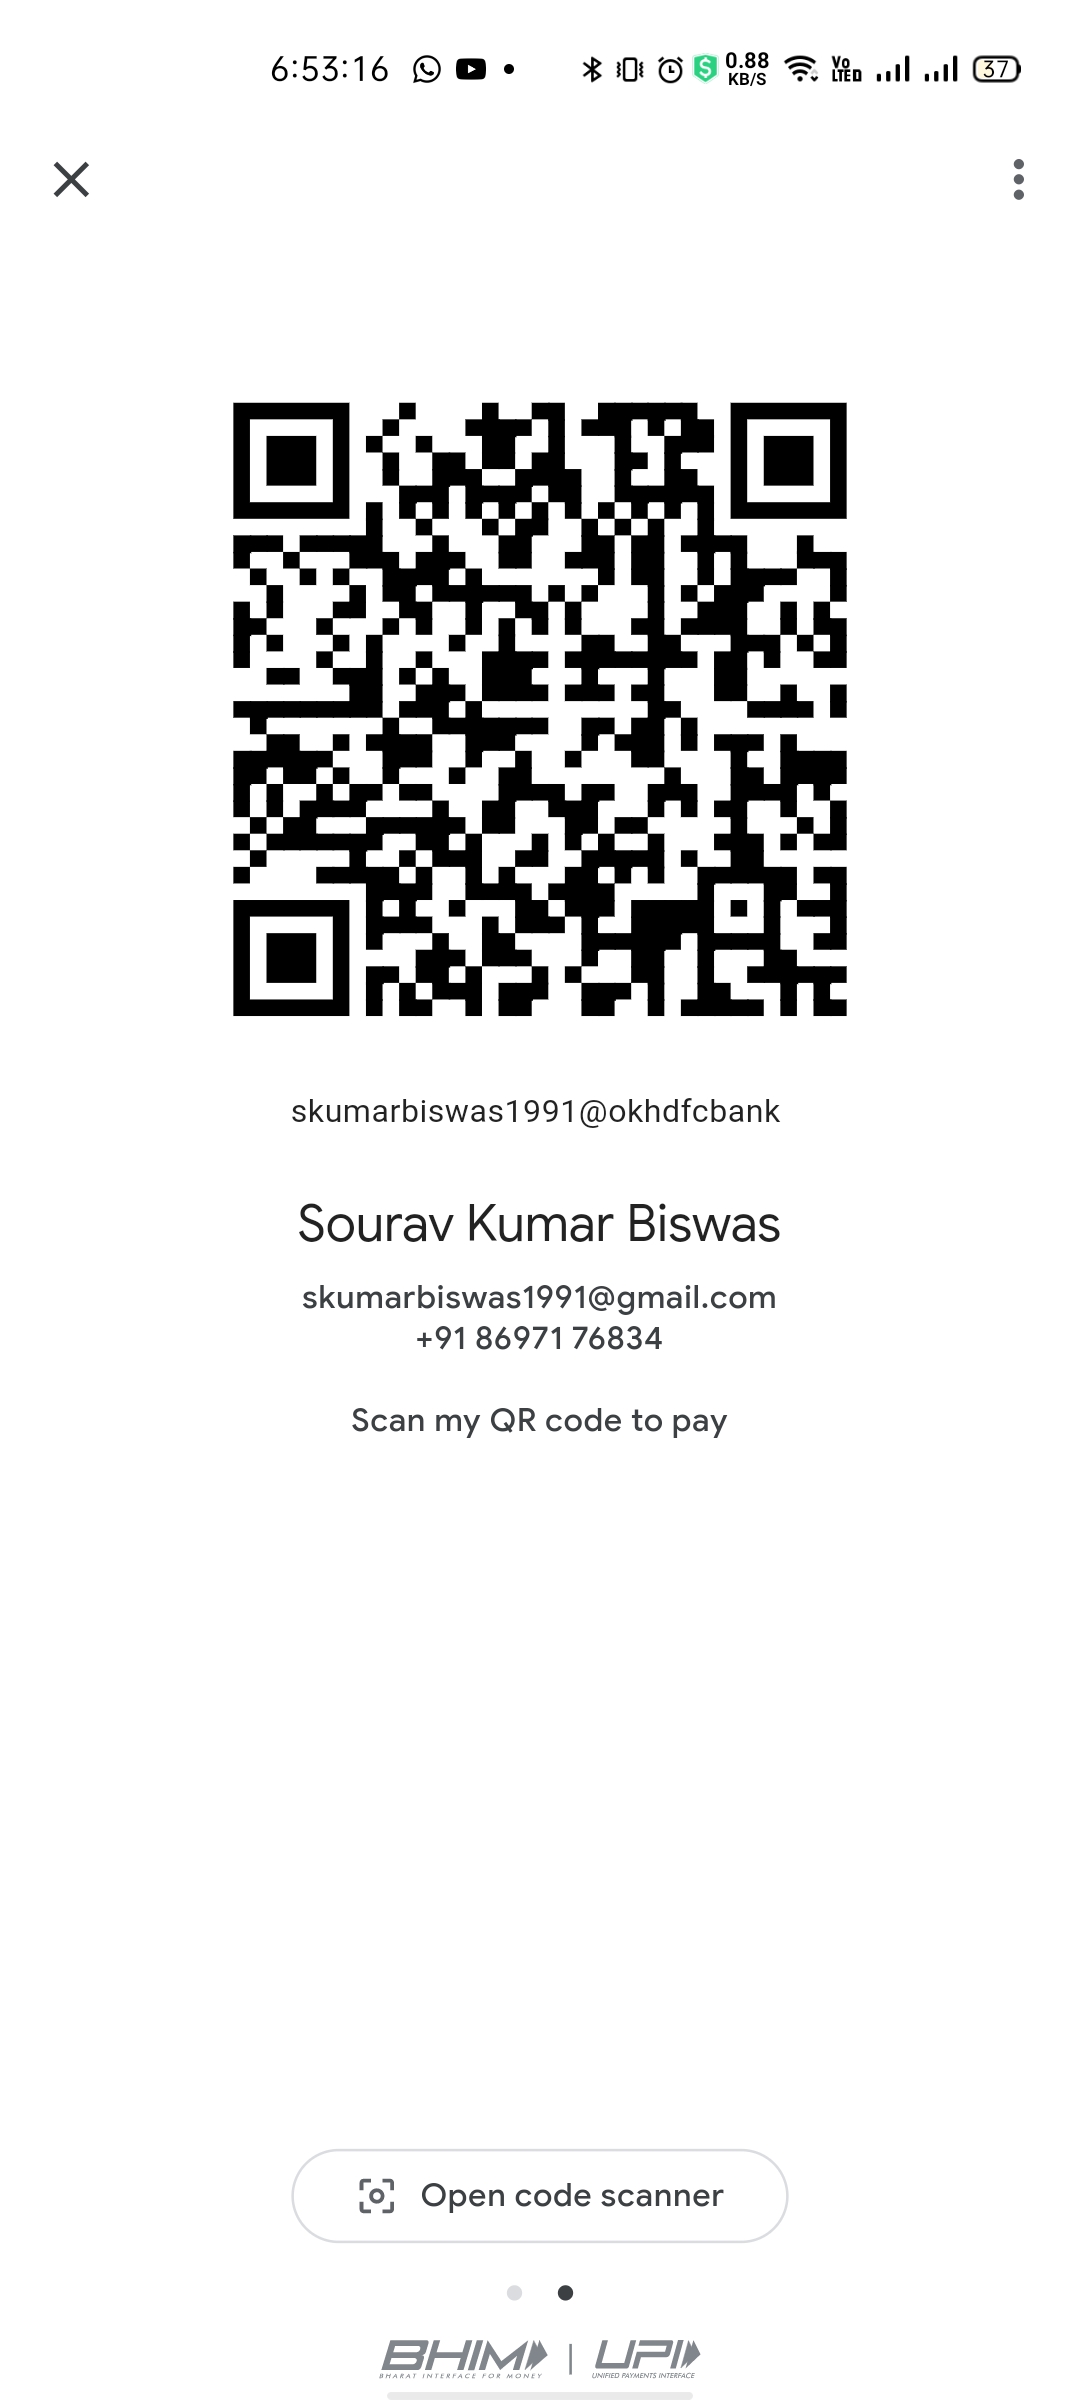 6:53:16
0.88
KB/S
Vo
LTE
37
skumarbiswas1991@okhdfcbank
Sourav Kumar Biswas
skumarbiswas1991@gmail.com
+91 86971 76834
Scan my QR code to pay
Open code scanner
BHIM | UPI
BHARAT INTERFACE FOR MONEY UNIFIED PAYMENTS INTERFACE